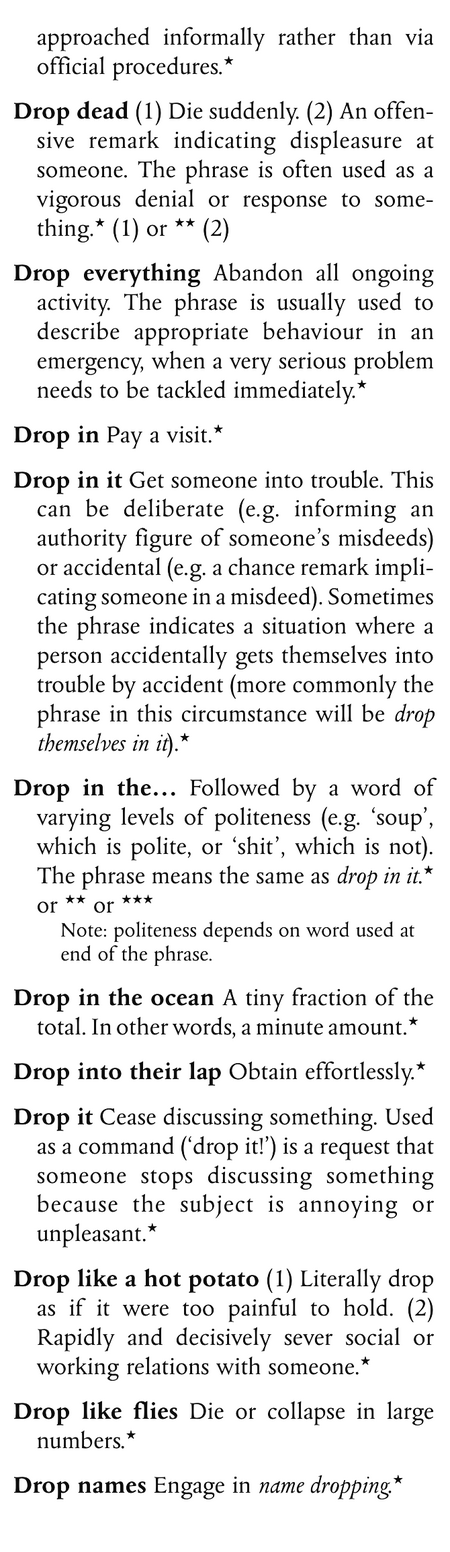 approached informally rather than via
official procedures.★
Drop dead (1) Die suddenly. (2) An offen-
sive remark indicating displeasure at
someone. The phrase is often used as a
vigorous denial or response to some-
thing.★ (1) or ★★ (2)
Drop everything Abandon all ongoing
activity. The phrase is usually used to
describe appropriate behaviour in an
emergency, when a very serious problem
needs to be tackled immediately.★
Drop in Pay a visit.★
Drop in it Get someone into trouble. This
can be deliberate (e.g. informing an
authority figure of someone’s misdeeds)
or accidental (e.g. a chance remark impli-
cating someone in a misdeed). Sometimes
the phrase indicates a situation where a
person accidentally gets themselves into
trouble by accident (more commonly the
phrase in this circumstance will be drop
themselves in it).★
Drop in the… Followed by a word of
varying levels of politeness (e.g. ‘soup’,
which is polite, or ‘shit’, which is not).
The phrase means the same as drop in it.★
or ★★ or ★★★
Note: politeness depends on word used at
end of the phrase.
Drop in the ocean A tiny fraction of the
total. In other words, a minute amount.★
Drop into their lap Obtain effortlessly.★
Drop it Cease discussing something. Used
as a command (‘drop it!’) is a request that
someone stops discussing something
because the subject is annoying or
unpleasant.★
Drop like a hot potato (1) Literally drop
as if it were too painful to hold. (2)
Rapidly and decisively sever social or
working relations with someone.★
Drop like flies Die or collapse in large
numbers.★
Drop names Engage in name dropping.★